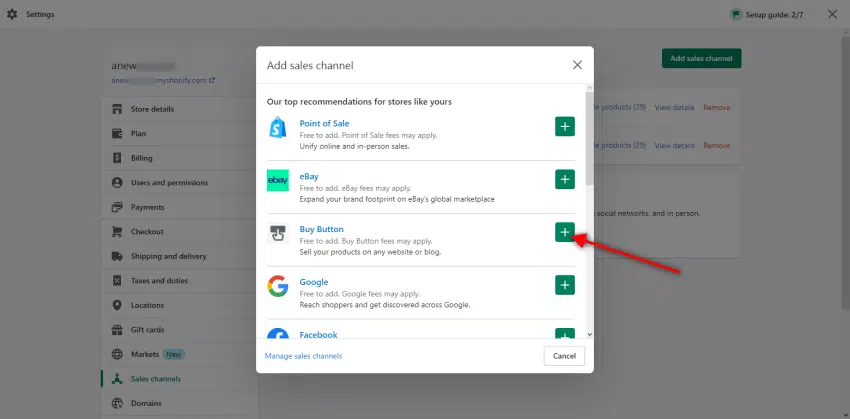 Settings
Setup guide: 2/7
anew
anew myshopify.com
Add sales channel
Store details
Plan
Billing
Users and permissions
Payments
Checkout
Shipping and delivery
Taxes and duties
Locations
Gift cards
Markets New
Sales channels
Domains
Add sales channel
Our top recommendations for stores like yours
Point of Sale
Free to add. Point of Sale fees may apply.
Unify online and in-person sales.
ebay
eBay
Free to add. eBay fees may apply.
Expand your brand footprint on eBay's global marketplace
Buy Button
Free to add. Buy Button fees may apply.
Sell your products on any website or blog.
Google
Free to add. Google fees may apply.
Reach shoppers and get discovered across Google.
Facebook
Manage sales channels
Cancel
products (29) View details Remove
products (29) View details Remove
social networks, and in person.